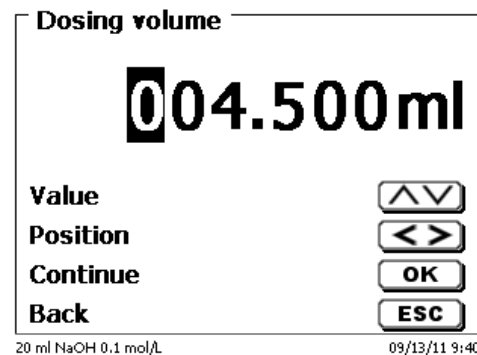 Dosing volume
004.500ml
Value
Position
Continue OK
Back ESC
20 ml NaOH 0.1 mol/L 09/13/11 9:40